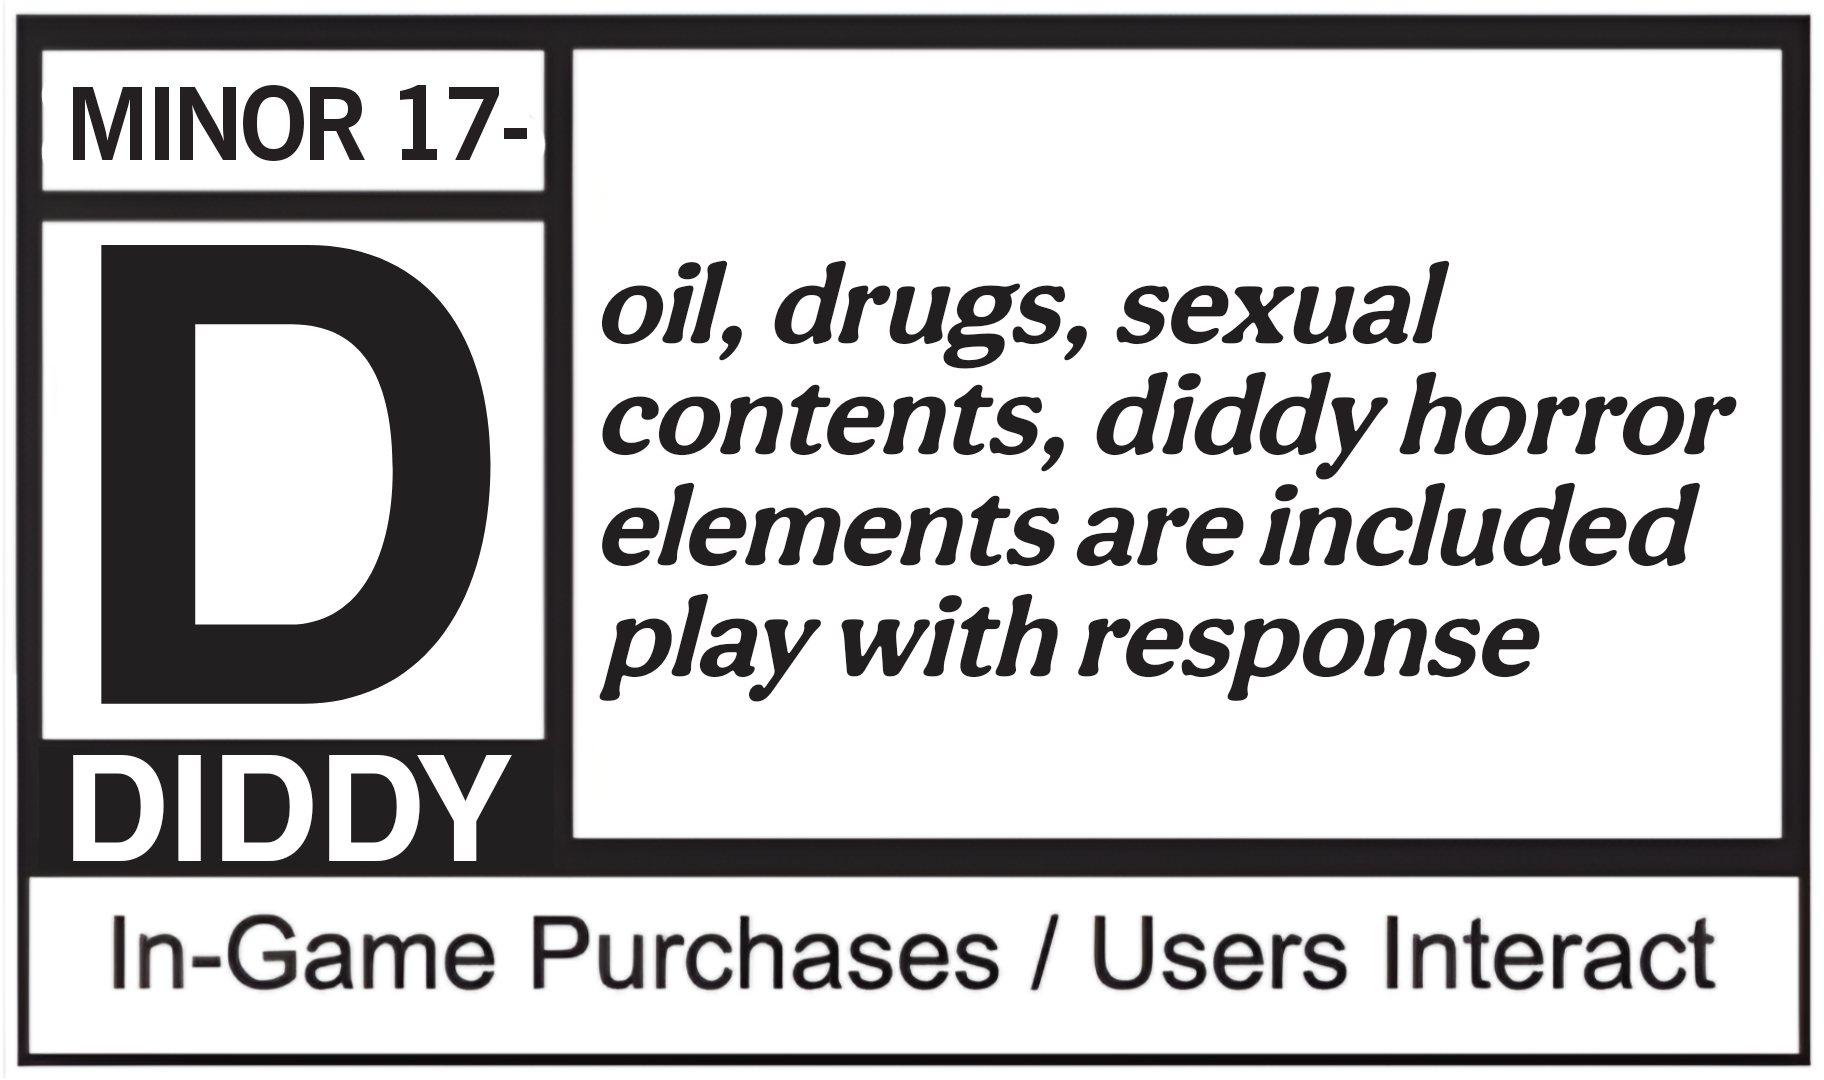 MINOR 17-
D
DIDDY
oil, drugs, sexual
contents, diddy horror
elements are included
play with response
In-Game Purchases / Users Interact